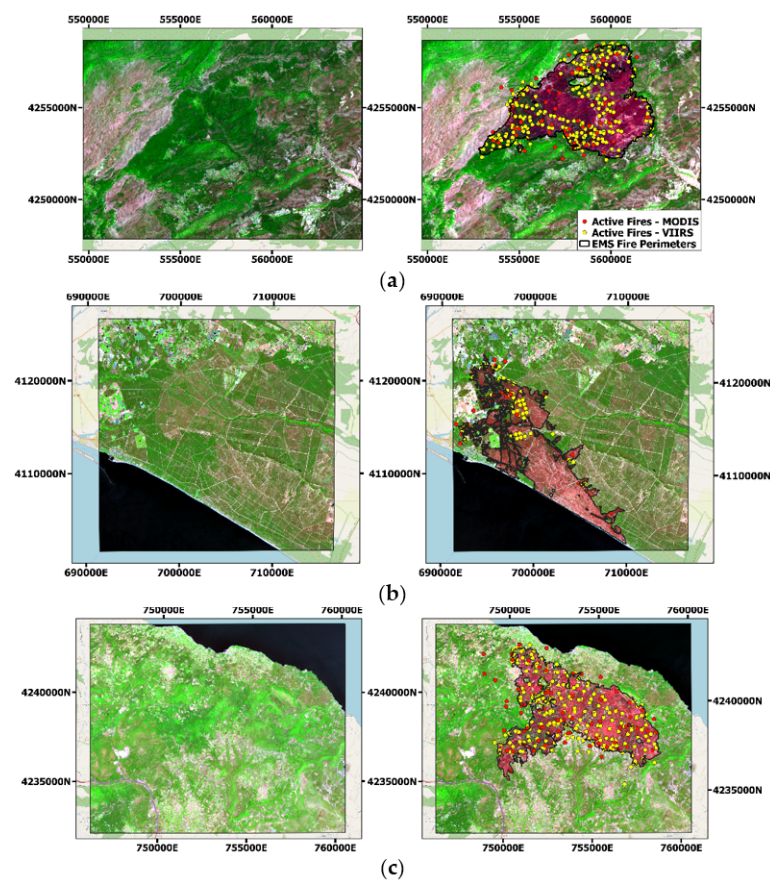 550000E 555000E 560000E 550000E 555000E 560000E
4255000N 4255000N
4250000N 4250000N
Active Fires - MODIS
Active Fires - VIIRS
EMS Fire Perimeters
550000E 555000E 560000E 550000E 555000E 560000E
(a)
690000E 700000E 710000E 690000E 700000E 710000E
4120000N 4120000N
4110000N 4110000N
690000E 700000E 710000E 690000E 700000E 710000E
(b)
750000E 755000E 760000E 750000E 755000E 760000E
4240000N 4240000N
4235000N 4235000N
750000E 755000E 760000E 750000E 755000E 760000E
(c)